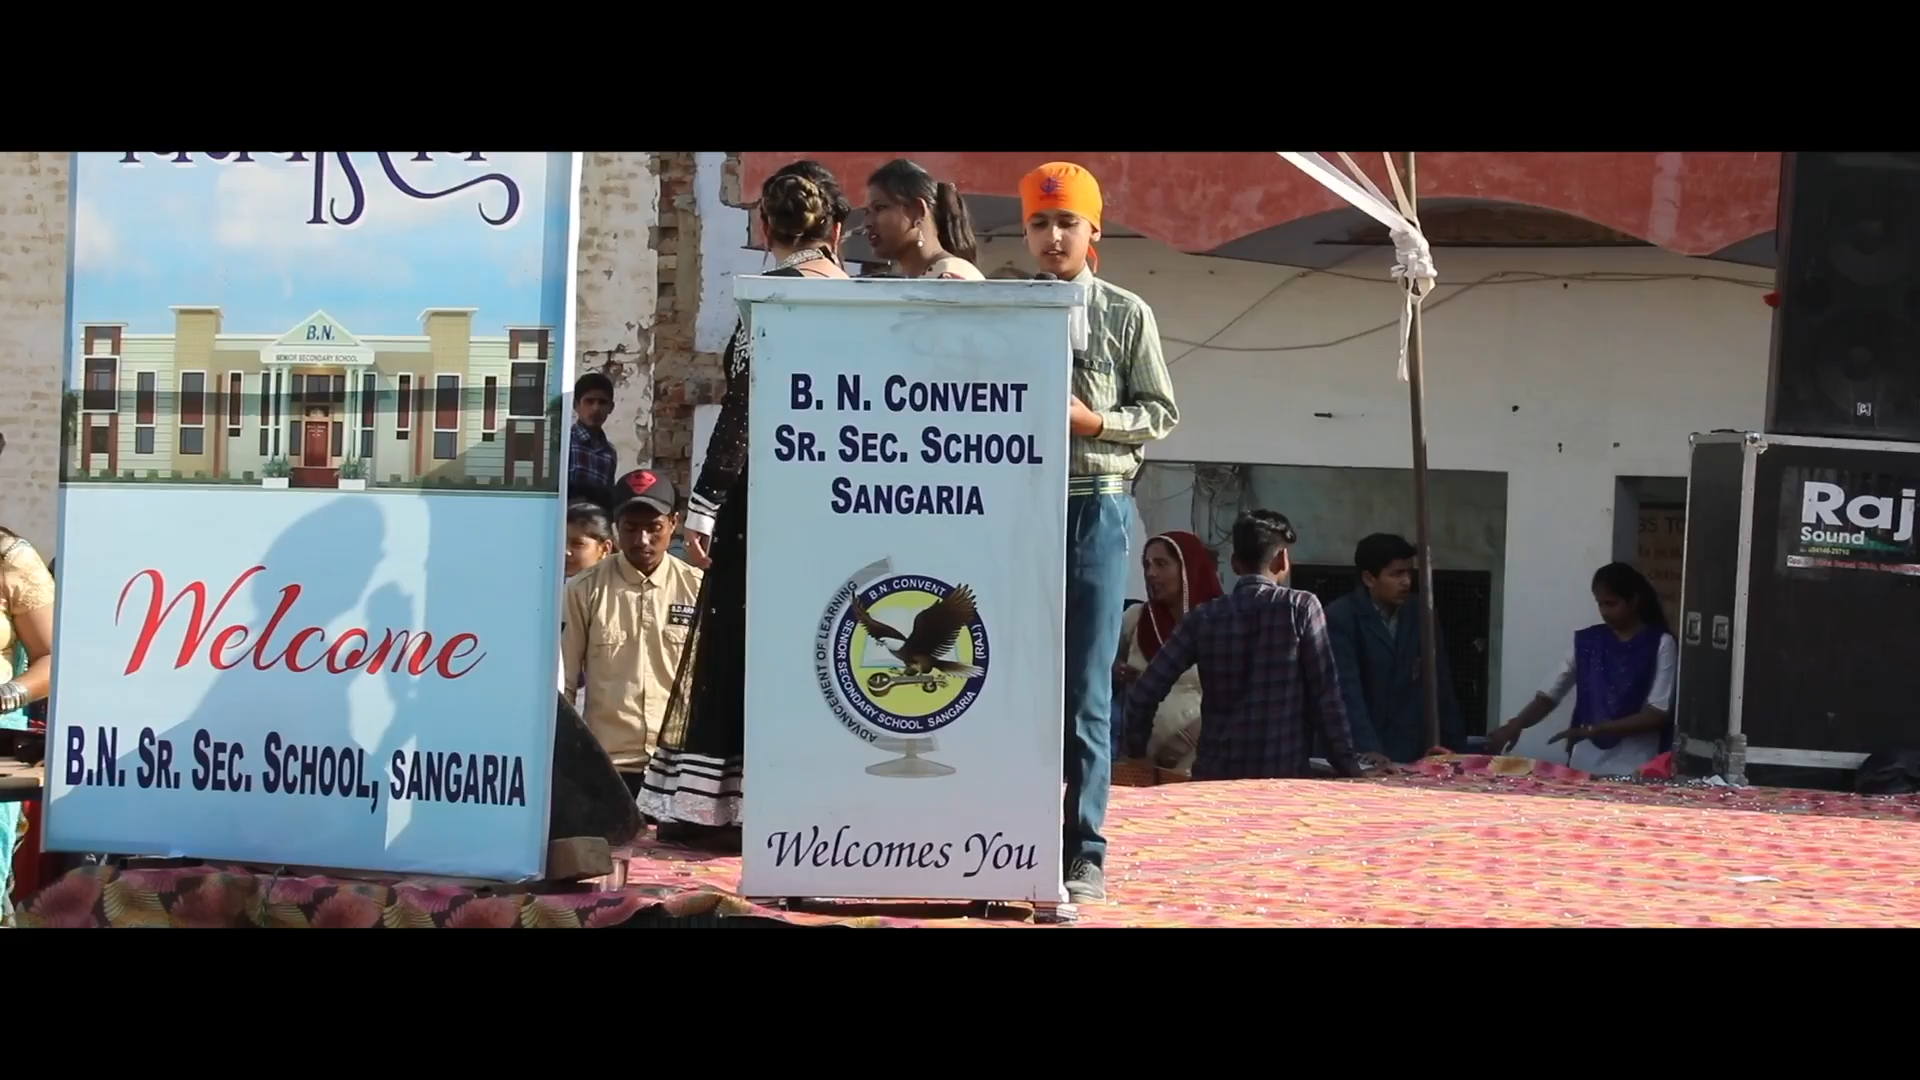 B.N.
SENIOR SECONDARY SCHOOL
Welcome
B.N. SR. SEC. SCHOOL, SANGARIA
B. N. CONVENT
SR. SEC. SCHOOL
SANGARIA
B.N. CONVENT
SENIOR SECONDARY SCHOOL SANGARIA (RAJ.)
ADVANCEMENT OF LEARNING
Welcomes You
Raj
Sound